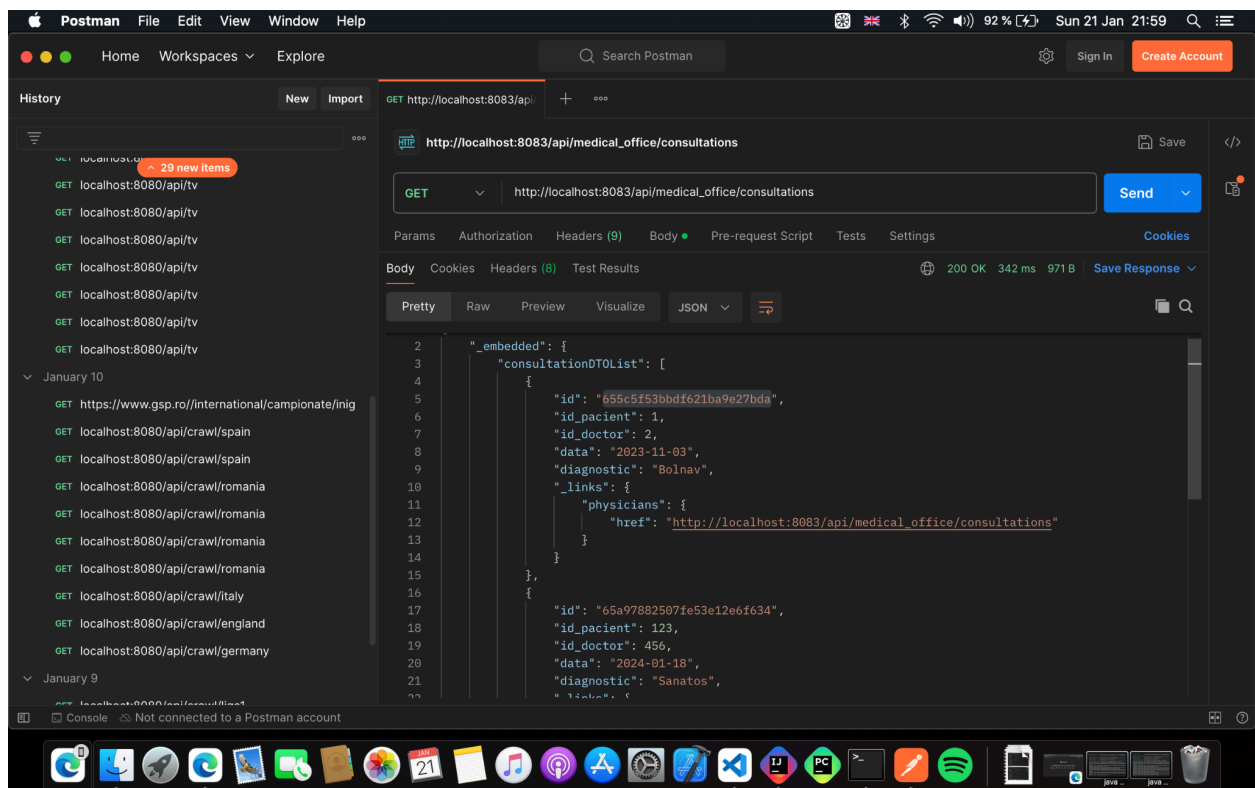 Postman File Edit View Window Help 92 % Sun 21 Jan 21:59
Home Workspaces Explore Search Postman Sign In Create Account
History New Import GET http://localhost:8083/api/
29 new items
GET localhost:8080/api/tv
GET localhost:8080/api/tv
GET localhost:8080/api/tv
GET localhost:8080/api/tv
GET localhost:8080/api/tv
GET localhost:8080/api/tv
GET localhost:8080/api/tv
January 10
GET https://www.gsp.ro//international/campionate/inig
GET localhost:8080/api/crawl/spain
GET localhost:8080/api/crawl/spain
GET localhost:8080/api/crawl/romania
GET localhost:8080/api/crawl/romania
GET localhost:8080/api/crawl/romania
GET localhost:8080/api/crawl/romania
GET localhost:8080/api/crawl/italy
GET localhost:8080/api/crawl/england
GET localhost:8080/api/crawl/germany
January 9
HTTP http://localhost:8083/api/medical_office/consultations Save </>
GET http://localhost:8083/api/medical_office/consultations Send
Params Authorization Headers (9) Body Pre-request Script Tests Settings Cookies
Body Cookies Headers (8) Test Results 200 OK 342 ms 971 B Save Response
Pretty Raw Preview Visualize JSON
2 "_embedded": {
3 "consultationDTOList": [
4 {
5 "id": "655c5f53bbdf621ba9e27bda",
6 "id_pacient": 1,
7 "id_doctor": 2,
8 "data": "2023-11-03",
9 "diagnostic": "Bolnav",
10 "_links": {
11 "physicians": {
12 "href": "http://localhost:8083/api/medical_office/consultations"
13 }
14 }
15 },
16 {
17 "id": "65a97882507fe53e12e6f634",
18 "id_pacient": 123,
19 "id_doctor": 456,
20 "data": "2024-01-18",
21 "diagnostic": "Sanatos",
22 "_links": {
Console Not connected to a Postman account
JAN
21
IJ
PC
java
java